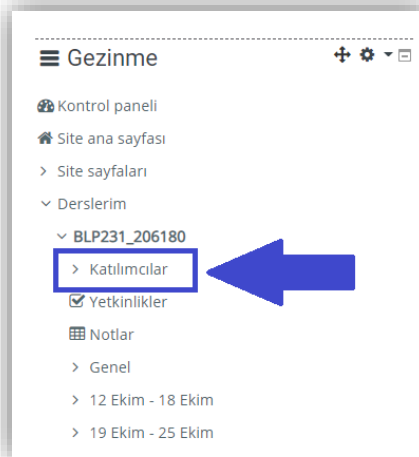 Gezinme
Kontrol paneli
Site ana sayfası
Site sayfaları
Derslerim
BLP231_206180
Katılımcılar
Yetkinlikler
Notlar
Genel
12 Ekim - 18 Ekim
19 Ekim - 25 Ekim